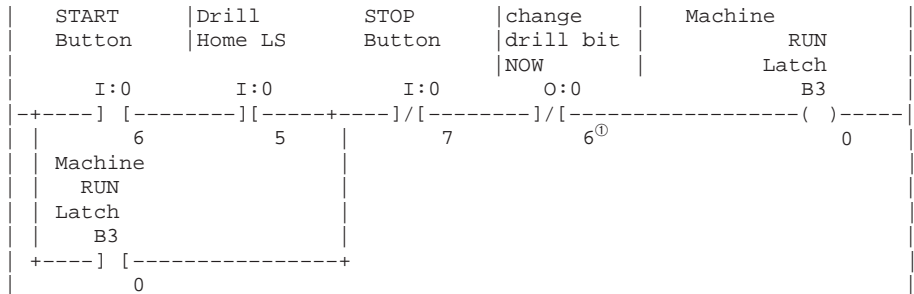 | START |Drill STOP |change | Machine |
| Button |Home LS Button |drill bit | RUN |
| |NOW | Latch |
| I:0 I:0 I:0 O:0 B3 |
|-+----] [--------][-----+----]/[--------]/[------------------( )-----|
| | 6 5 | 7 6① 0 |
| | Machine | |
| | RUN | |
| | Latch | |
| | B3 | |
| +----] [----------------+ |
| 0 |